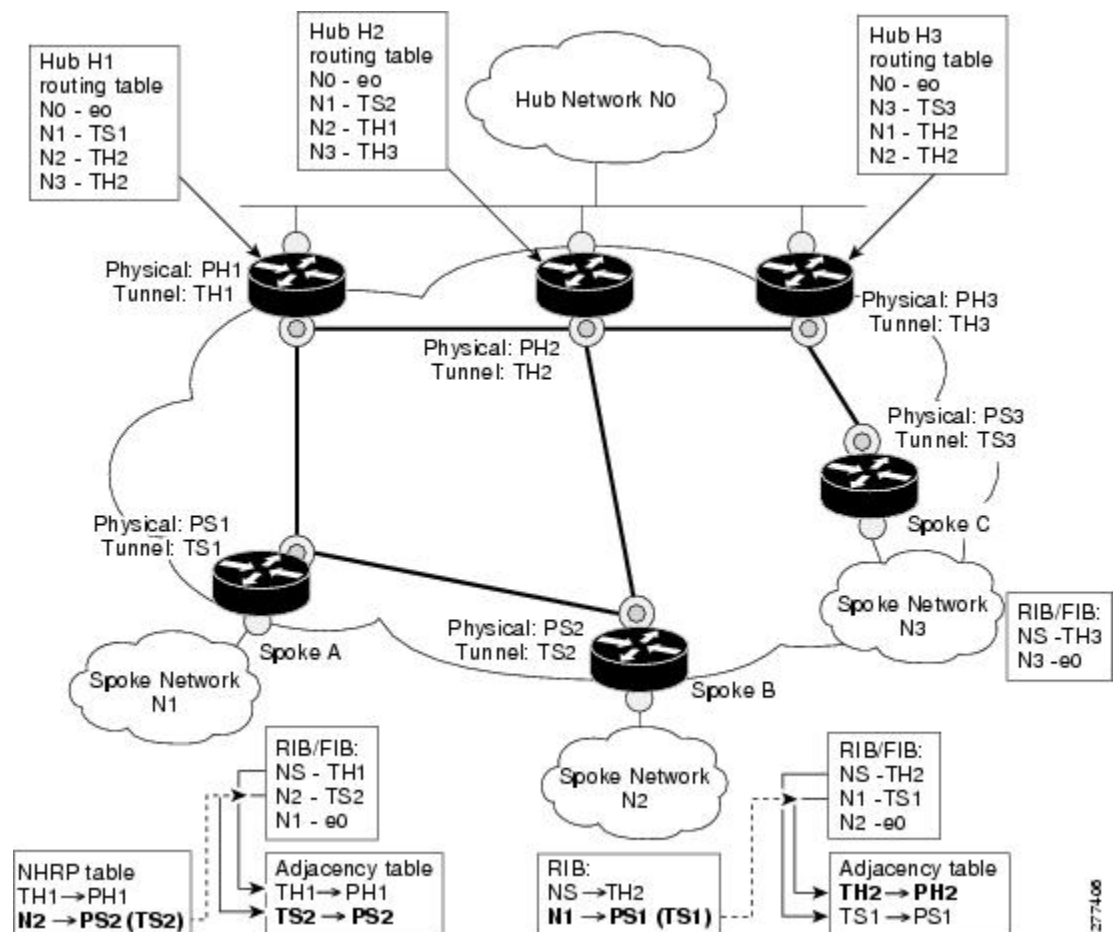 Hub H1
routing table
N0 - e0
N1 - TS1
N2 - TH2
N3 - TH2
Hub H2
routing table
N0 - e0
N1 - TS2
N2 - TH1
N3 - TH3
Hub Network N0
Hub H3
routing table
N0 - e0
N3 - TS3
N1 - TH2
N2 - TH2
Physical: PH1
Tunnel: TH1
Physical: PH2
Tunnel: TH2
Physical: PH3
Tunnel: TH3
Physical: PS3
Tunnel: TS3
Spoke C
Physical: PS1
Tunnel: TS1
Spoke A
Spoke Network
N1
Physical: PS2
Tunnel: TS2
Spoke B
Spoke Network
N2
Spoke Network
N3
RIB/FIB:
NS -TH3
N3 -e0
RIB/FIB:
NS - TH1
N2 - TS2
N1 - e0
NHRP table
TH1→PH1
N2 →PS2 (TS2)
Adjacency table
TH1→PH1
TS2 → PS2
RIB:
NS →TH2
N1 →PS1 (TS1)
RIB/FIB:
NS -TH2
N1 -TS1
N2 -e0
Adjacency table
TH2→ PH2
TS1 →PS1
277406